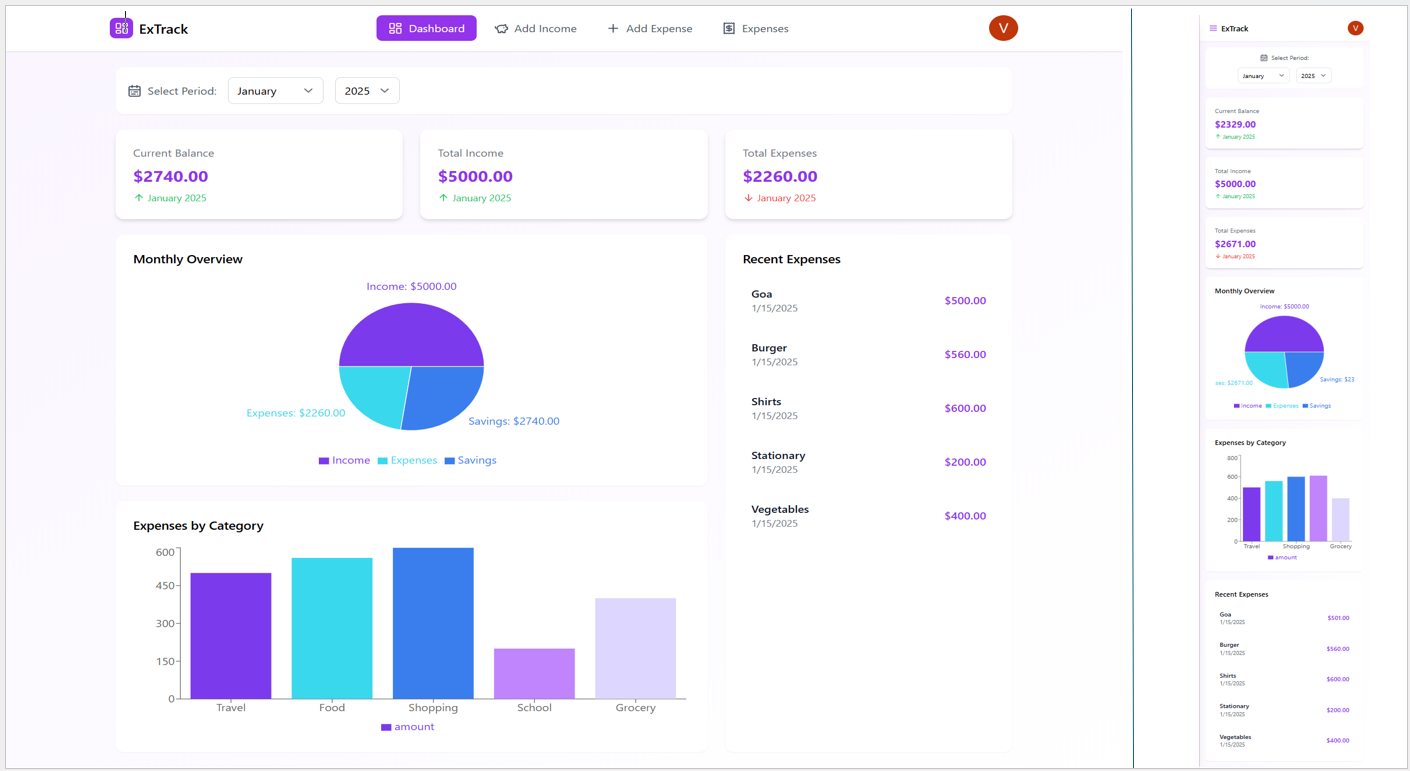 ExTrack
Dashboard
Add Income
Add Expense
Expenses
V
Select Period:
January
2025
Current Balance
$2740.00
January 2025
Total Income
$5000.00
January 2025
Total Expenses
$2260.00
January 2025
Monthly Overview
Income: $5000.00
Expenses: $2260.00
Savings: $2740.00
Income
Expenses
Savings
Expenses by Category
600
450
300
150
0
Travel
Food
Shopping
School
Grocery
amount
Recent Expenses
Goa
1/15/2025
$500.00
Burger
1/15/2025
$560.00
Shirts
1/15/2025
$600.00
Stationary
1/15/2025
$200.00
Vegetables
1/15/2025
$400.00
ExTrack
V
Select Period:
January
2025
Current Balance
$2329.00
January 2025
Total Income
$5000.00
January 2025
Total Expenses
$2671.00
January 2025
Monthly Overview
Income: $5000.00
ses: $2671.00
Savings: $23
Income
Expenses
Savings
Expenses by Category
800
600
400
200
0
Travel
Shopping
Grocery
amount
Recent Expenses
Goa
1/15/2025
$501.00
Burger
1/15/2025
$560.00
Shirts
1/15/2025
$600.00
Stationary
1/15/2025
$200.00
Vegetables
1/15/2025
$400.00